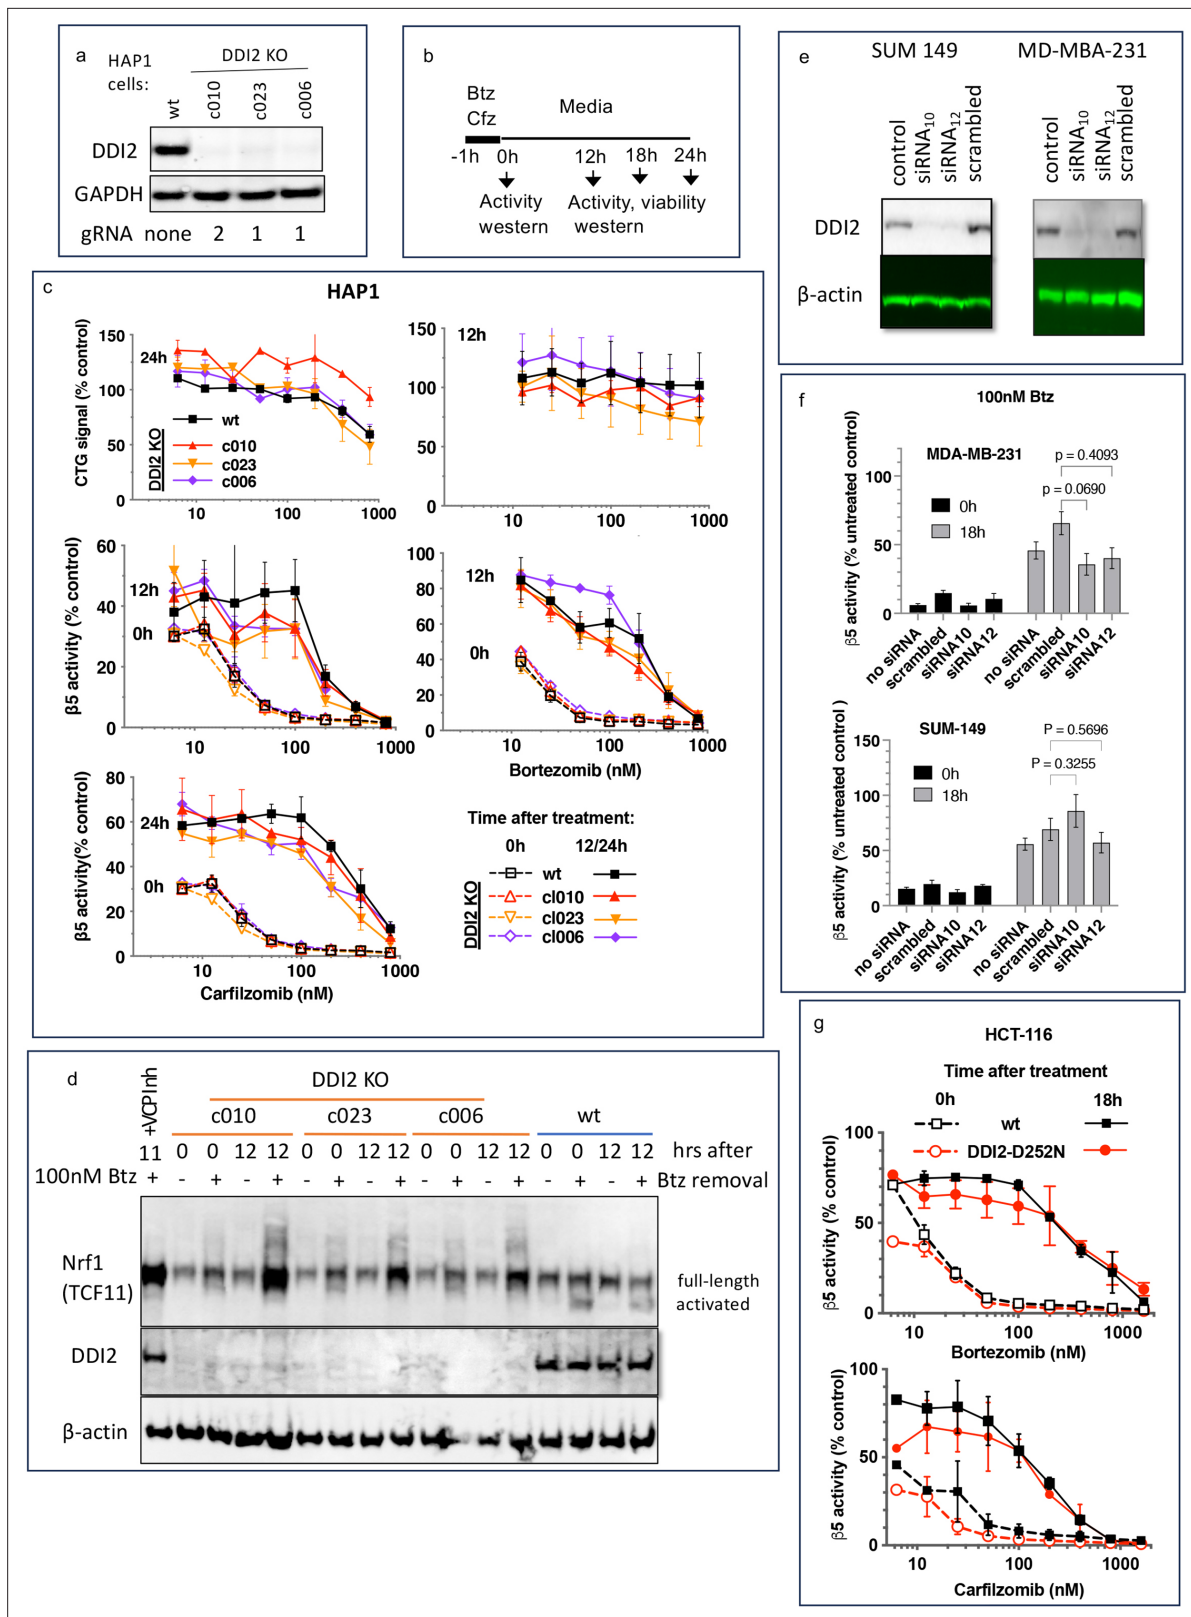 a
HAP1
cells:
DDI2 KO
wt
c010
c023
c006
DDI2
GAPDH
gRNA none 2 1 1
b
Btz
Cfz
Media
-1h 0h 12h 18h 24h
Activity
western
Activity, viability
western
c
HAP1
CTG signal (% control)
150
100
50
0
24h
wt
DDI2 KO
c010
c023
c006
10 100 1000
150
100
50
0
12h
10 100 1000
β5 activity (% control)
60
40
20
0
12h
0h
10 100 1000
100
80
60
40
20
0
12h
0h
10 100 1000
Bortezomib (nM)
β5 activity(% control)
80
60
40
20
0
24h
0h
10 100 1000
Carfilzomib (nM)
Time after treatment:
0h 12/24h
wt
DDI2 KO
cl010
cl023
cl006
d
+VCPInh
DDI2 KO
c010 c023 c006 wt
11 0 0 12 12 0 0 12 12 0 0 12 12 0 0 12 12 hrs after
100nM Btz + - + - + - + - + - + - + - + - + Btz removal
Nrf1
(TCF11)
full-length
activated
DDI2
β-actin
e
SUM 149 MD-MBA-231
control
siRNA10
siRNA12
scrambled
control
siRNA10
siRNA12
scrambled
DDI2
β-actin
f
100nM Btz
β5 activity (% untreated control)
100
50
0
MDA-MB-231
0h
18h
p = 0.4093
p = 0.0690
no siRNA
scrambled
siRNA10
siRNA12
no siRNA
scrambled
siRNA10
siRNA12
β5 activity (% untreated control)
150
100
50
0
SUM-149
0h
18h
P = 0.5696
P = 0.3255
no siRNA
scrambled
siRNA10
siRNA12
no siRNA
scrambled
siRNA10
siRNA12
g
HCT-116
Time after treatment
0h 18h
wt
DDI2-D252N
β5 activity (% control)
100
50
0
10 100 1000
Bortezomib (nM)
β5 activity (% control)
100
50
0
10 100 1000
Carfilzomib (nM)